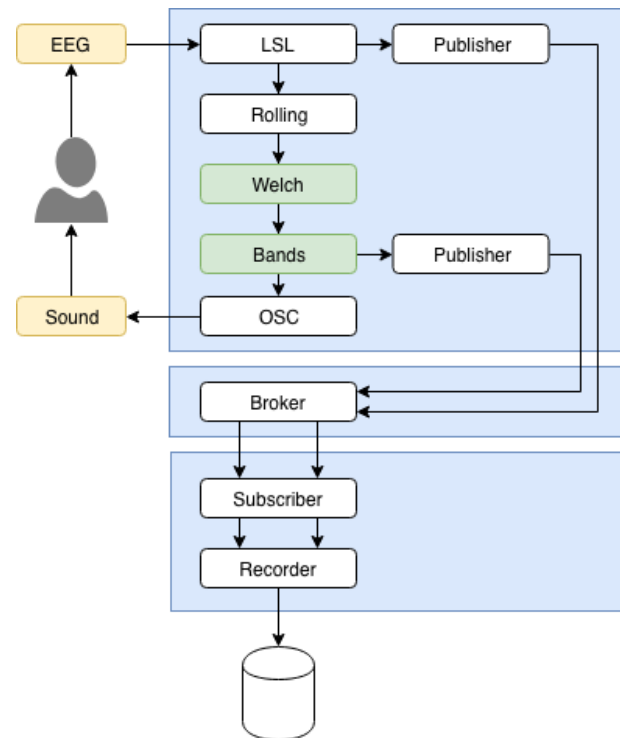 EEG
LSL
Publisher
Rolling
Welch
Bands
Publisher
Sound
OSC
Broker
Subscriber
Recorder